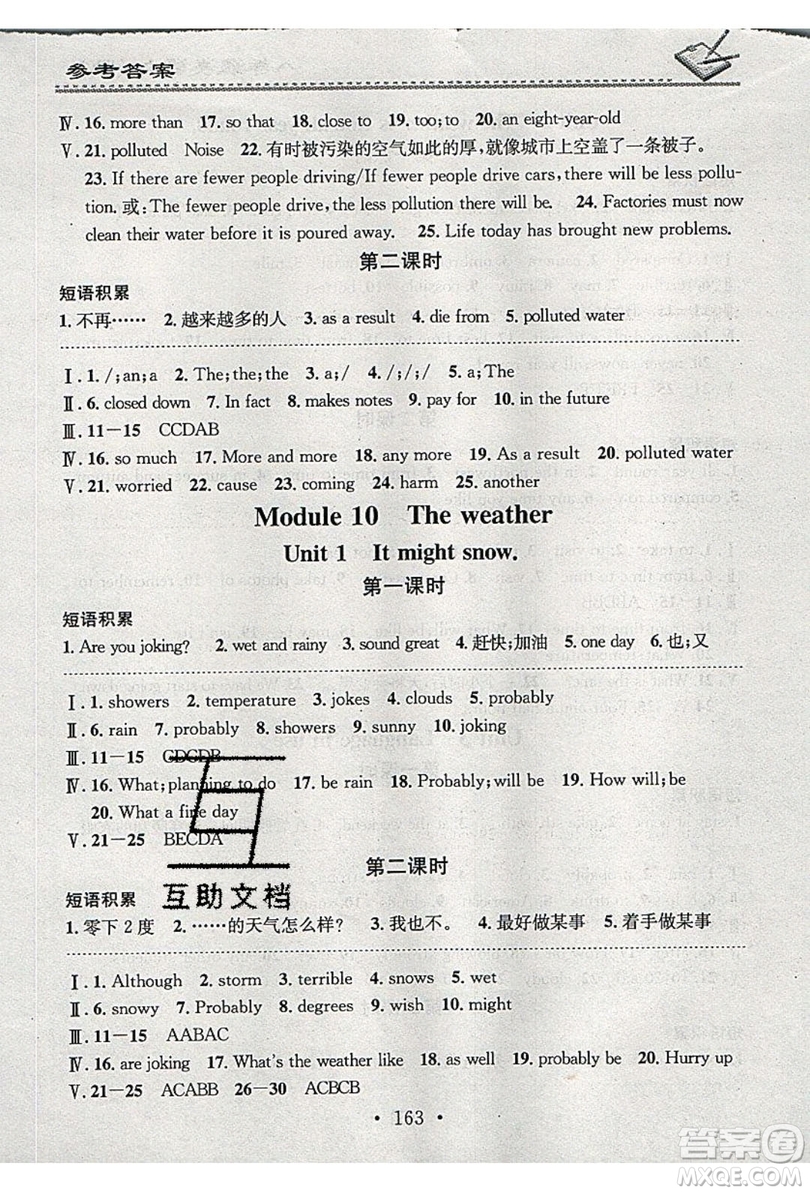 参考答案
Ⅳ. 16. more than 17. so that 18. close to 19. too; to 20. an eight-year-old
Ⅴ. 21. polluted Noise 22. 有时被污染的空气如此的厚,就像城市上空盖了一条被子。
23. If there are fewer people driving/If fewer people drive cars, there will be less pollu-
tion. 或: The fewer people drive, the less pollution there will be. 24. Factories must now
clean their water before it is poured away. 25. Life today has brought new problems.
第二课时
短语积累
1. 不再…… 2. 越来越多的人 3. as a result 4. die from 5. polluted water
Ⅰ. 1. /;an;a 2. The;the;the 3. a;/ 4. /;/;/ 5. a;The
Ⅱ. 6. closed down 7. In fact 8. makes notes 9. pay for 10. in the future
Ⅲ. 11—15 CCDAB
Ⅳ. 16. so much 17. More and more 18. any more 19. As a result 20. polluted water
Ⅴ. 21. worried 22. cause 23. coming 24. harm 25. another
Module 10 The weather
Unit 1 It might snow.
第一课时
短语积累
1. Are you joking? 2. wet and rainy 3. sound great 4. 赶快;加油 5. one day 6. 也;又
Ⅰ. 1. showers 2. temperature 3. jokes 4. clouds 5. probably
Ⅱ. 6. rain 7. probably 8. showers 9. sunny 10. joking
Ⅲ. 11—15 CDCDB
Ⅳ. 16. What; planning to do 17. be rain 18. Probably; will be 19. How will; be
20. What a fine day
Ⅴ. 21—25 BECDA
互助文档
第二课时
短语积累
1. 零下 2 度 2. ……的天气怎么样? 3. 我也不。 4. 最好做某事 5. 着手做某事
Ⅰ. 1. Although 2. storm 3. terrible 4. snows 5. wet
Ⅱ. 6. snowy 7. Probably 8. degrees 9. wish 10. might
Ⅲ. 11—15 AABAC
Ⅳ. 16. are joking 17. What's the weather like 18. as well 19. probably be 20. Hurry up
Ⅴ. 21—25 ACABB 26—30 ACBCB
· 163 ·
答案圈
MXQE.COM